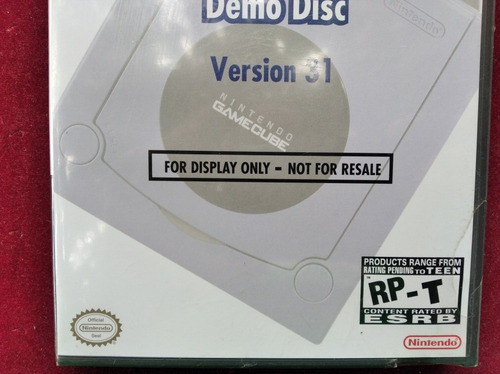 Nintendo
Demo Disc
Version 31
NINTENDO
GAMECUBE
FOR DISPLAY ONLY - NOT FOR RESALE
PRODUCTS RANGE FROM
RATING PENDING TO TEEN
RP-T
CONTENT RATED BY
ESRB
Official
Nintendo
Seal
Nintendo